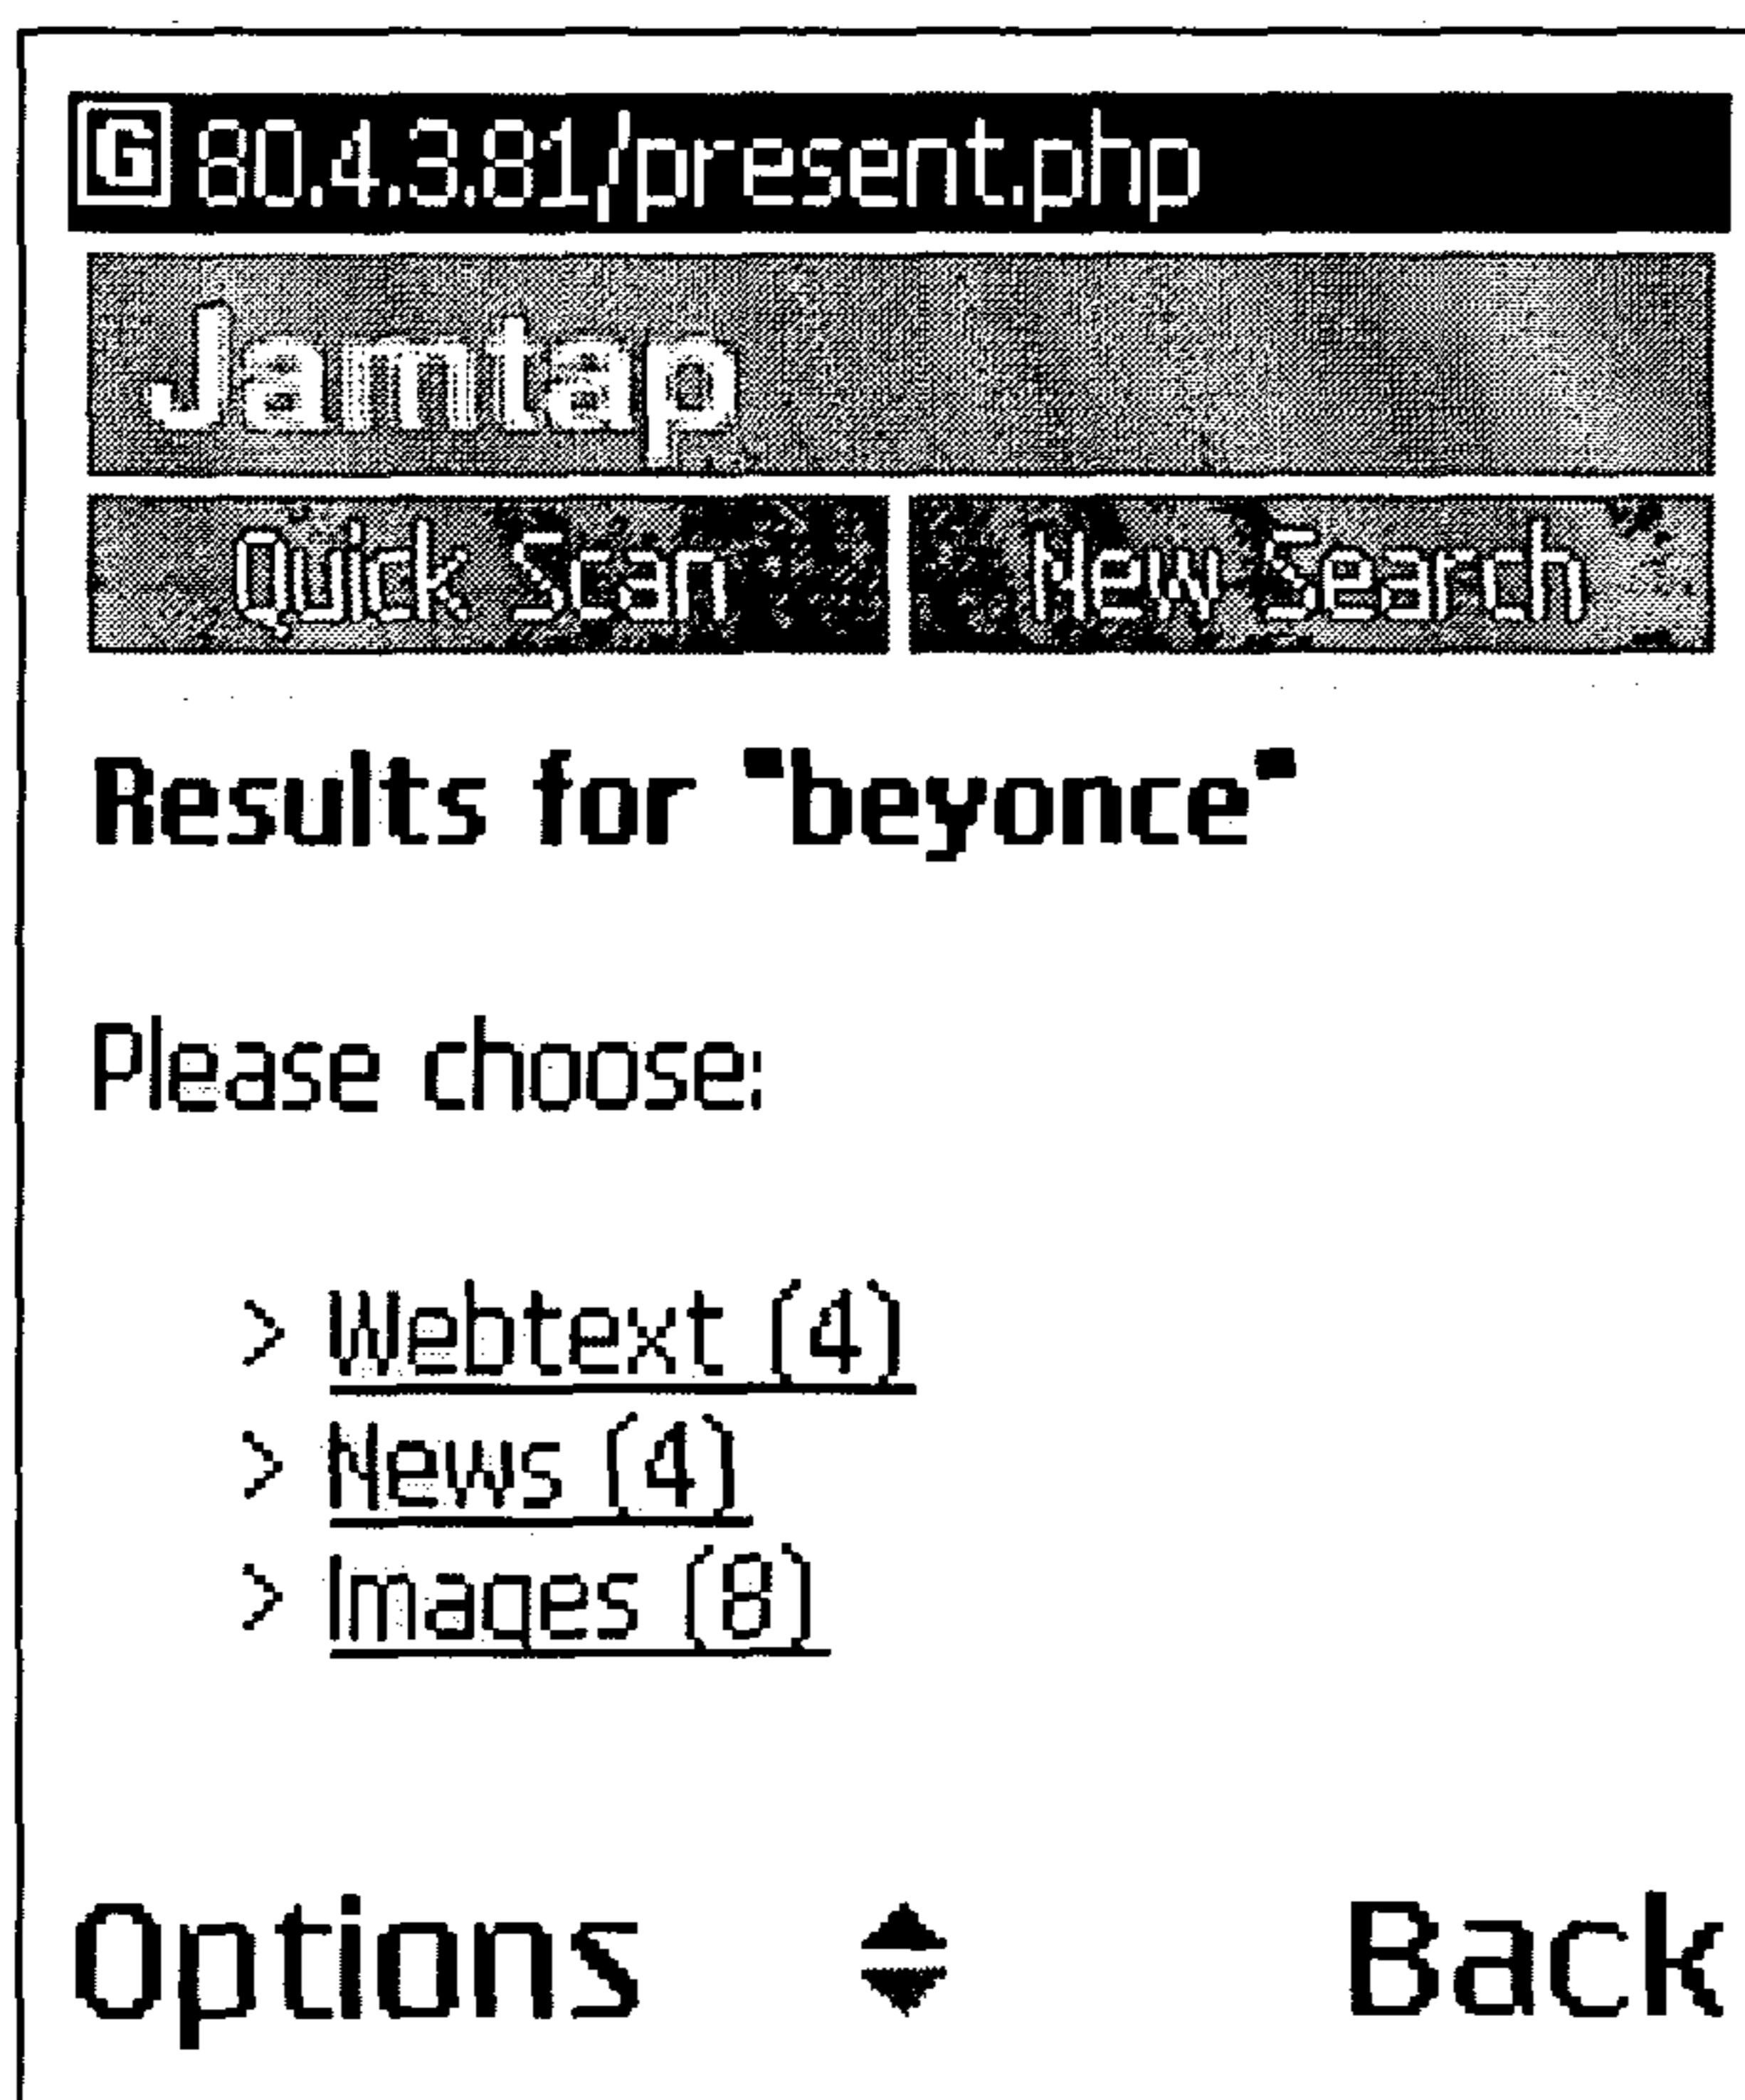 G 80.4.3.81/present.php
Jamtap
Quick Scan New Search
Results for "beyonce"
Please choose:
> Webtext (4)
> News (4)
> Images (8)
Options Back